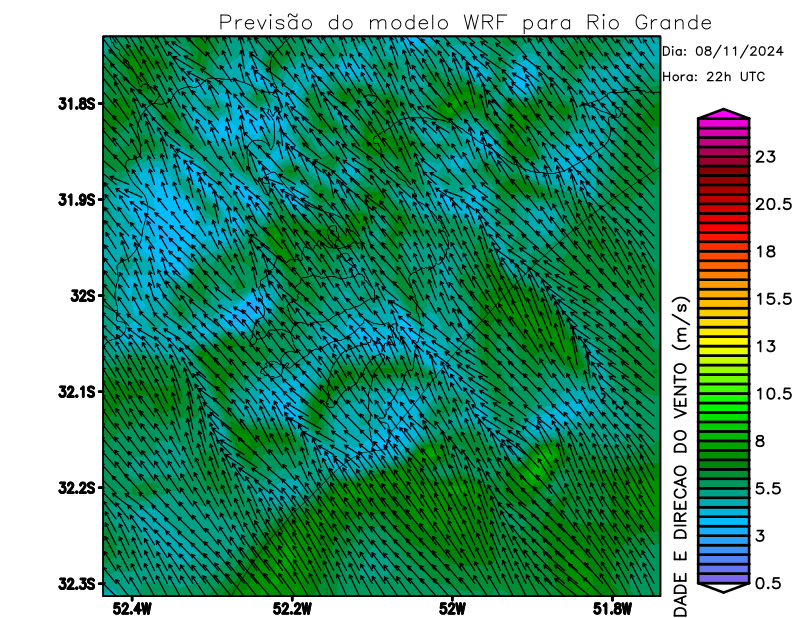 Previsão do modelo WRF para Rio Grande
Dia: 08/11/2024
Hora: 22h UTC
31.8S
31.9S
32S
32.1S
32.2S
32.3S
52.4W
52.2W
52W
51.8W
23
20.5
18
15.5
13
10.5
8
5.5
3
0.5
DADE E DIRECAO DO VENTO (m/s)